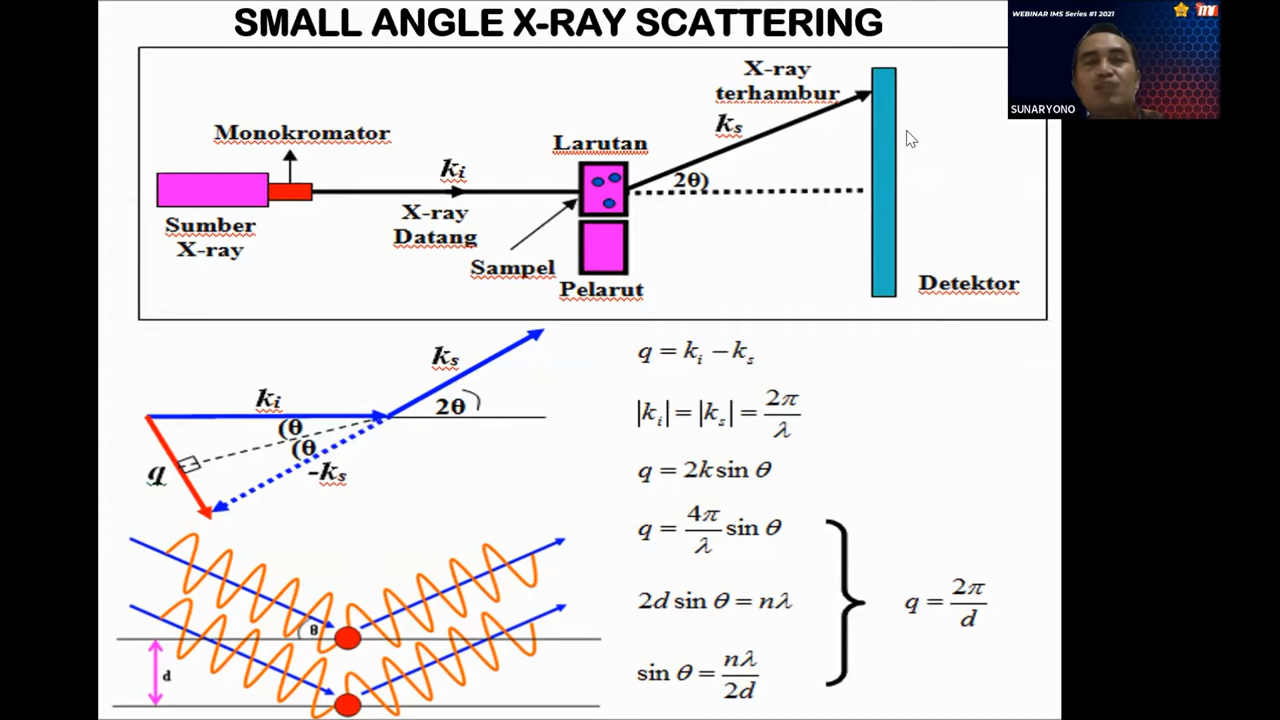 SMALL ANGLE X-RAY SCATTERING
WEBINAR IMS Series #1 2021
SUNARYONO
X-ray
terhambur
k_s
Monokromator
Larutan
k_i
2θ)
X-ray
Datang
Sumber
X-ray
Sampel
Pelarut
Detektor
k_s
k_i
2θ
(θ
(θ
q
-k_s
q = k_i − k_s
|k_i| = |k_s| = 2π/λ
q = 2k sin θ
q = 4π/λ sin θ
2d sin θ = nλ
q = 2π/d
sin θ = nλ/2d
θ
d